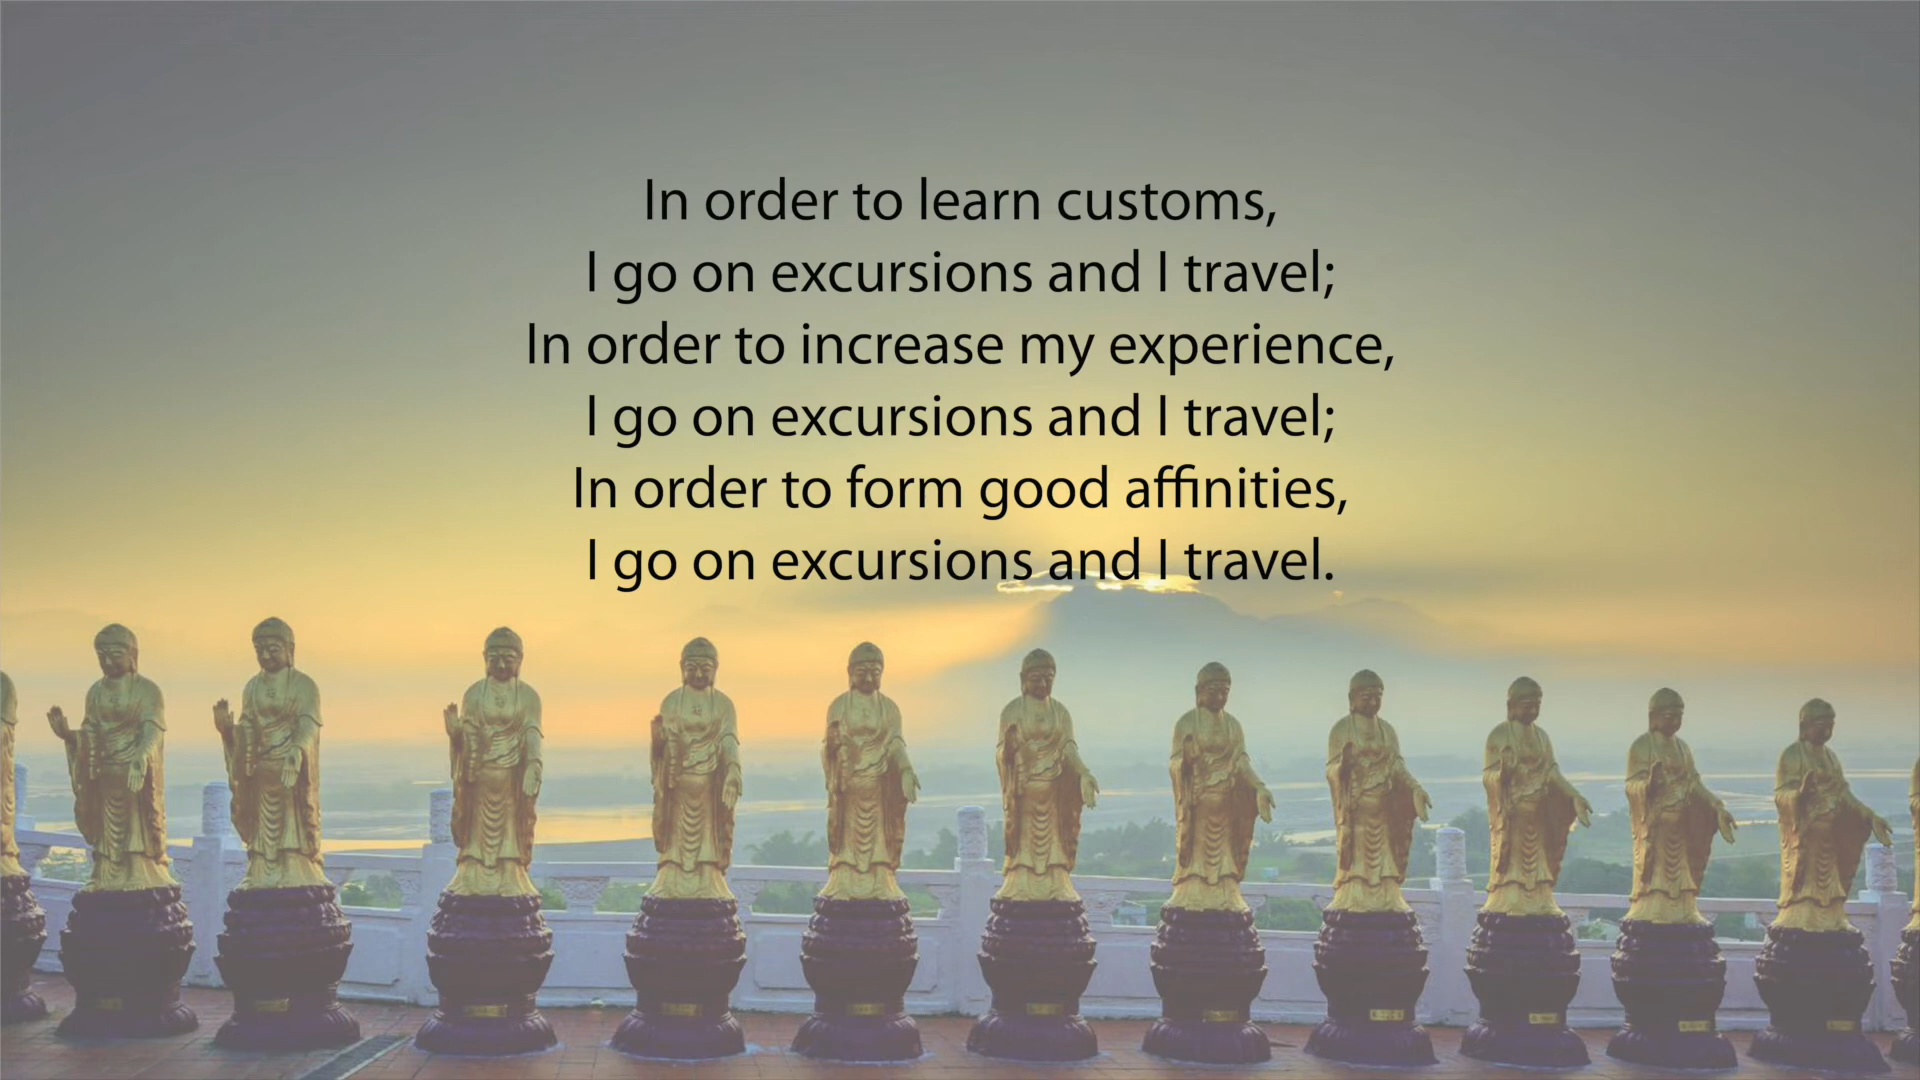 In order to learn customs,
I go on excursions and I travel;
In order to increase my experience,
I go on excursions and I travel;
In order to form good affinities,
I go on excursions and I travel.